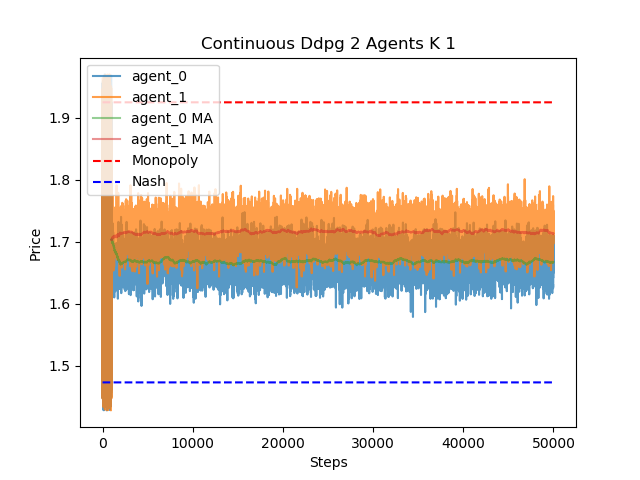 Continuous Ddpg 2 Agents K 1
agent_0
agent_1
agent_0 MA
agent_1 MA
Monopoly
Nash
1.9
1.8
1.7
1.6
1.5
Price
0
10000
20000
30000
40000
50000
Steps